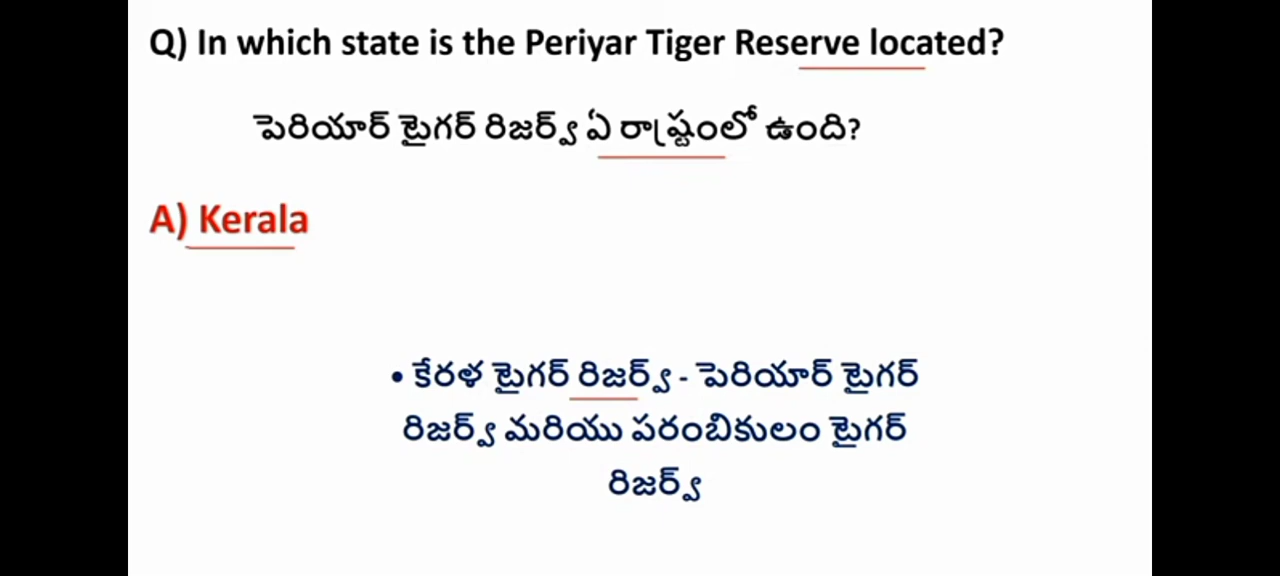 Q) In which state is the Periyar Tiger Reserve located?
పెరియార్ టైగర్ రిజర్వ్ ఏ రాష్ట్రంలో ఉంది?
A) Kerala
• కేరళ టైగర్ రిజర్వ్ - పెరియార్ టైగర్
రిజర్వ్ మరియు పరంబికులం టైగర్
రిజర్వ్